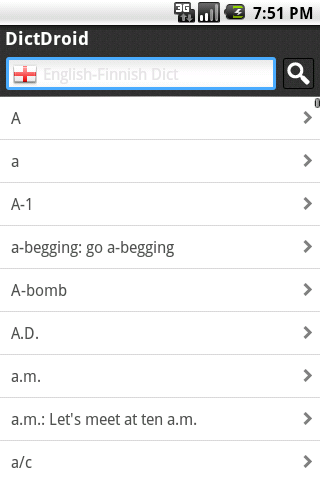 3G 7:51 PM
DictDroid
English-Finnish Dict
A
a
A-1
a-begging: go a-begging
A-bomb
A.D.
a.m.
a.m.: Let's meet at ten a.m.
a/c